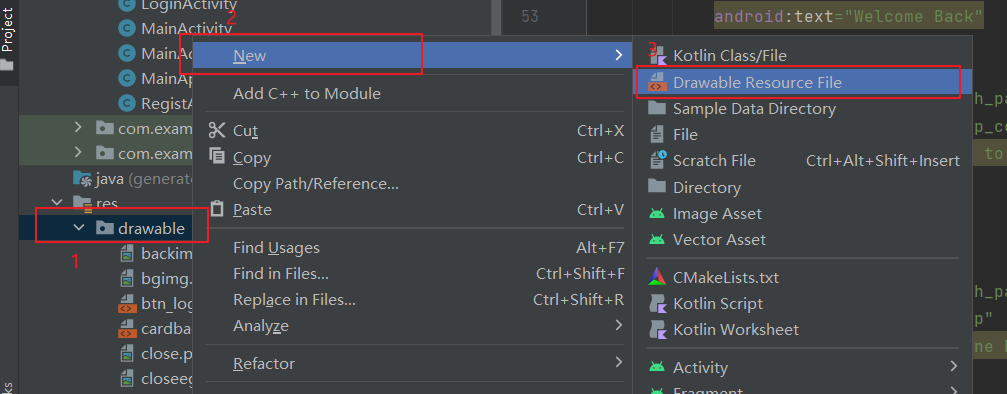 Project
LoginActivity
MainActivity
MainAc
MainAp
RegistA
com.exam
com.exam
java (generate
res
drawable
1
backim
bgimg.
btn_log
cardba
close.p
closeeg
2
New
Add C++ to Module
Cut Ctrl+X
Copy Ctrl+C
Copy Path/Reference...
Paste Ctrl+V
Find Usages Alt+F7
Find in Files... Ctrl+Shift+F
Replace in Files... Ctrl+Shift+R
Analyze
Refactor
3
Kotlin Class/File
Drawable Resource File
Sample Data Directory
File
Scratch File Ctrl+Alt+Shift+Insert
Directory
Image Asset
Vector Asset
CMakeLists.txt
Kotlin Script
Kotlin Worksheet
Activity
Fragment
53
android:text="Welcome Back"
h_pa
p_co
to
h_pa
p"
ne